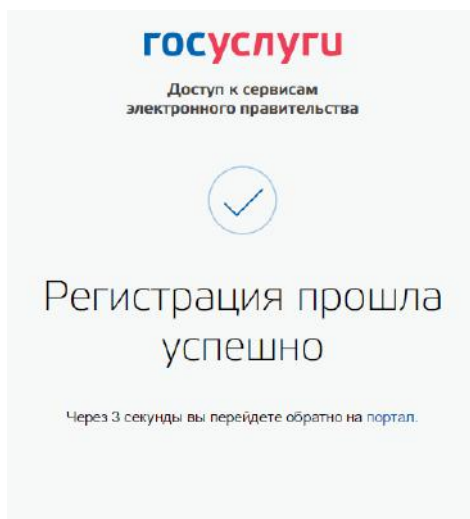 госуслуги
Доступ к сервисам
электронного правительства
Регистрация прошла
успешно
Через 3 секунды вы перейдете обратно на портал.